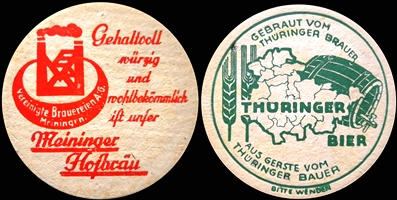 Gehaltvoll
würzig
und
wohlbekömmlich
ist unser
Meininger
Hofbräu
Vereinigte Brauereien A.G.
Meiningen.
GEBRAUT VOM
THÜRINGER BRAUER
THÜRINGER
BIER
AUS GERSTE VOM
THÜRINGER BAUER
BITTE WENDEN